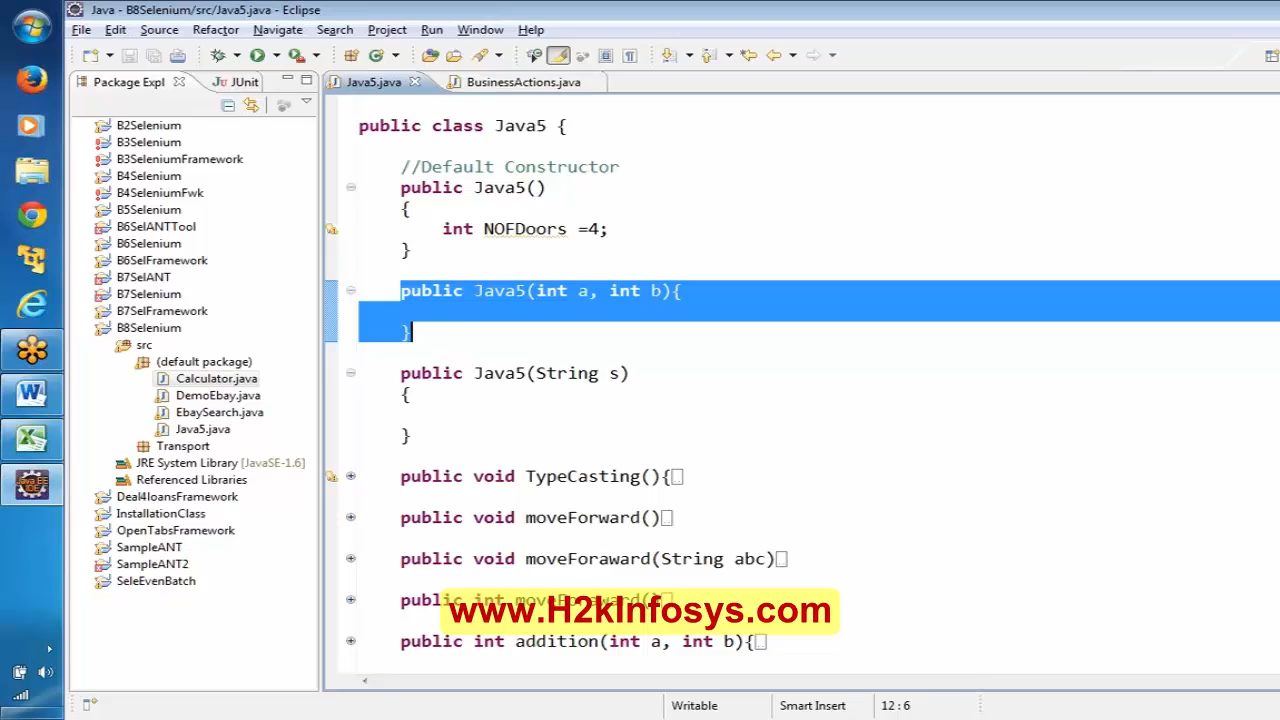 Java - B8Selenium/src/Java5.java - Eclipse
File Edit Source Refactor Navigate Search Project Run Window Help
Package Expl JUnit
Java5.java BusinessActions.java
B2Selenium
B3Selenium
B3SeleniumFramework
B4Selenium
B4SeleniumFwk
B5Selenium
B6SelANTTool
B6Selenium
B6SelFramework
B7SelANT
B7Selenium
B7SelFramework
B8Selenium
src
(default package)
Calculator.java
DemoEbay.java
EbaySearch.java
Java5.java
Transport
JRE System Library [JavaSE-1.6]
Referenced Libraries
Deal4loansFramework
InstallationClass
OpenTabsFramework
SampleANT
SampleANT2
SeleEvenBatch
public class Java5 {
//Default Constructor
public Java5()
{
int NOFDoors =4;
}
public Java5(int a, int b){
}
public Java5(String s)
{
}
public void TypeCasting(){
public void moveForward()
public void moveForaward(String abc)
public int
www.H2kInfosys.com
public int addition(int a, int b){
Writable Smart Insert 12 : 6
Java EE
IDE